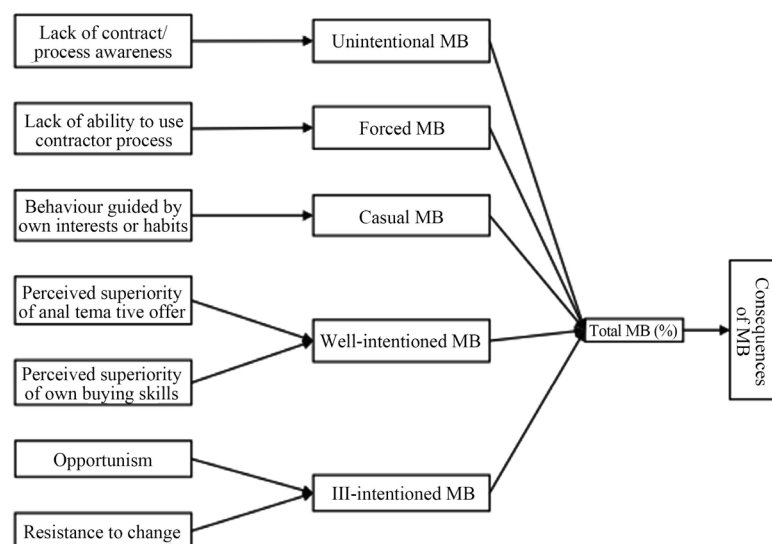 Lack of contract/
process awareness
Unintentional MB
Lack of ability to use
contractor process
Forced MB
Behaviour guided by
own interests or habits
Casual MB
Perceived superiority
of anal tema tive offer
Perceived superiority
of own buying skills
Well-intentioned MB
Opportunism
Resistance to change
III-intentioned MB
Total MB (%)
Consequences
of MB